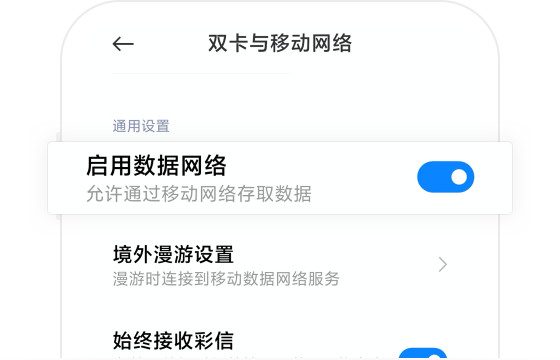 双卡与移动网络
通用设置
启用数据网络
允许通过移动网络存取数据
境外漫游设置
漫游时连接到移动数据网络服务
始终接收彩信